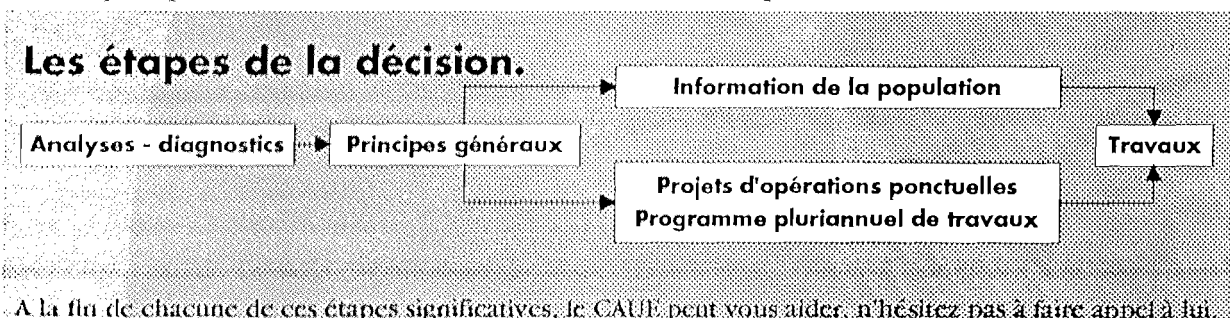 Les étapes de la décision.
Information de la population
Analyses - diagnostics
Principes généraux
Travaux
Projets d'opérations ponctuelles
Programme pluriannuel de travaux
A la fin de chacune de ces étapes significatives, le CAUE peut vous aider, n'hésitez pas à faire appel à lui.